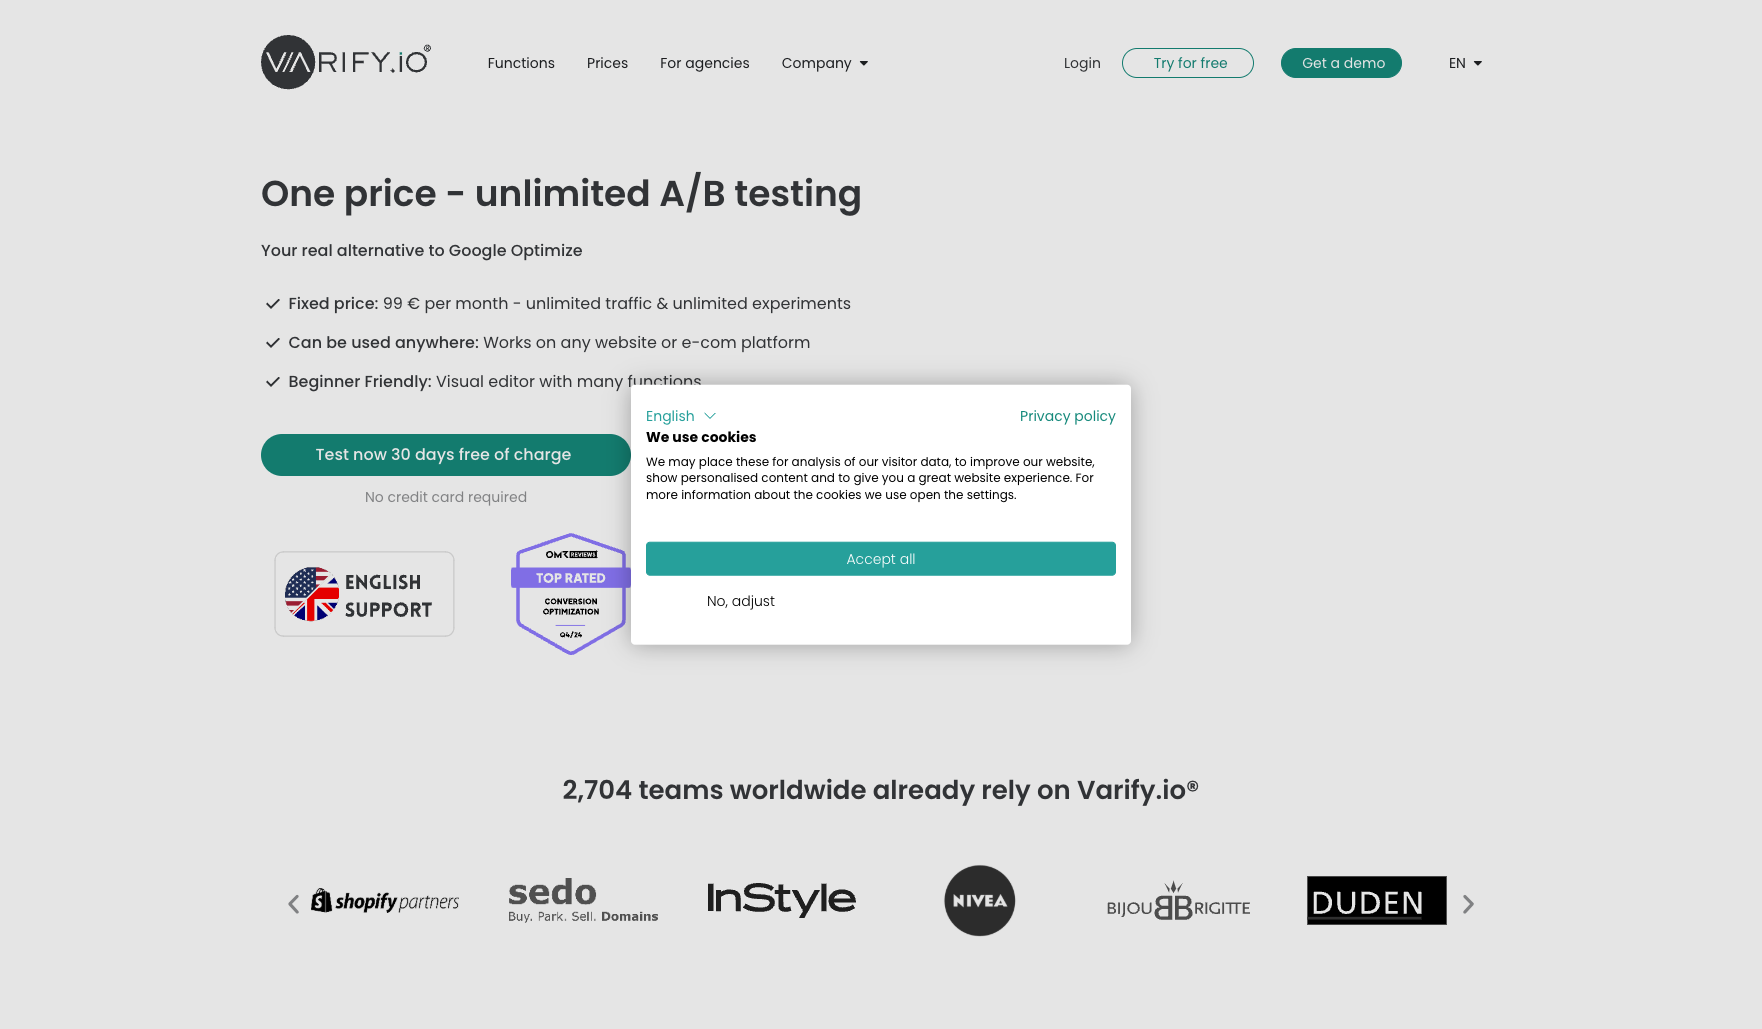 VARIFY.iO®
Functions
Prices
For agencies
Company
Login
Try for free
Get a demo
EN
One price - unlimited A/B testing
Your real alternative to Google Optimize
Fixed price: 99 € per month - unlimited traffic & unlimited experiments
Can be used anywhere: Works on any website or e-com platform
Beginner Friendly: Visual editor with many functions
Test now 30 days free of charge
No credit card required
ENGLISH
SUPPORT
OMR REVIEWS
TOP RATED
CONVERSION
OPTIMIZATION
Q4/24
English
Privacy policy
We use cookies
We may place these for analysis of our visitor data, to improve our website,
show personalised content and to give you a great website experience. For
more information about the cookies we use open the settings.
Accept all
No, adjust
2,704 teams worldwide already rely on Varify.io®
shopify partners
sedo
Buy. Park. Sell. Domains
InStyle
NIVEA
BIJOU BB RIGITTE
DUDEN